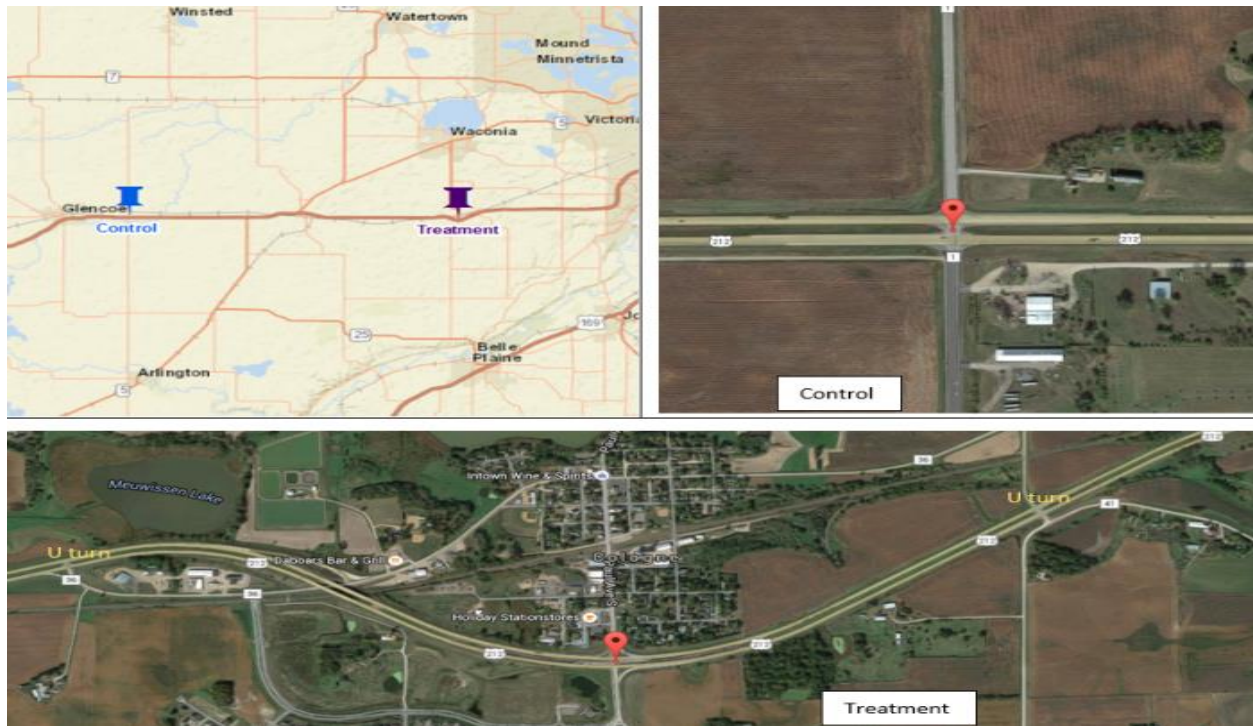 Winsted
Watertown
Mound
Minnetrista
7
Waconia
5
Victoria
Glencoe
Control
Treatment
25
169
Belle
Plaine
Arlington
5
1
212
212
1
Control
212
36
Intown Wine & Spirits
Meuwissen Lake
U turn
41
U turn
212
Daboars Bar & Grill
212
Cologne
36
36
Holiday Stationstores
212
212
Treatment